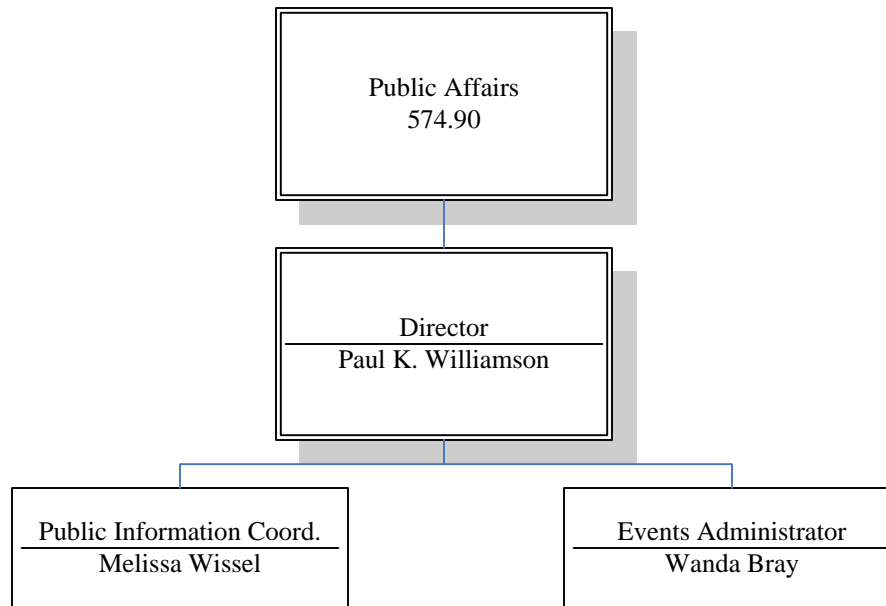 Public Affairs
574.90
Director
Paul K. Williamson
Public Information Coord.
Melissa Wissel
Events Administrator
Wanda Bray